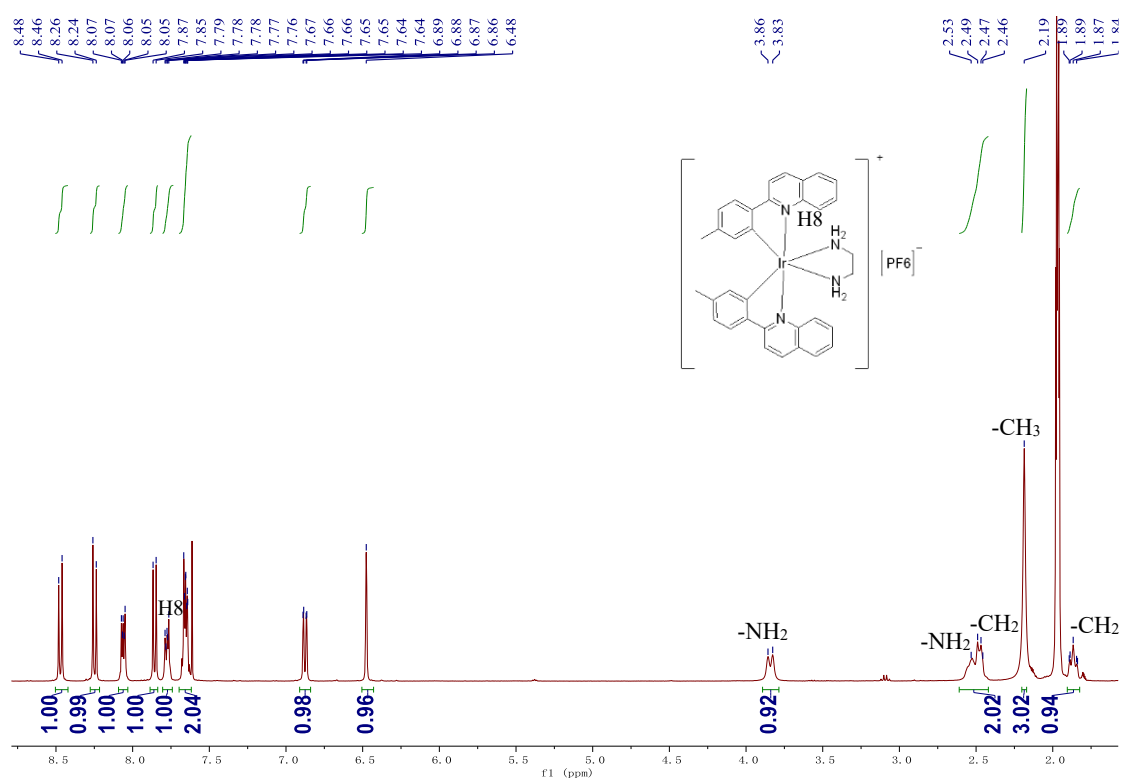 8.48 8.46 8.26 8.24 8.07 8.07 8.06 8.05 8.05 7.87 7.85 7.79 7.78 7.78 7.77 7.76 7.67 7.66 7.66 7.65 7.65 7.64 7.64 6.89 6.88 6.87 6.86 6.48 3.86 3.83 2.53 2.49 2.47 2.46 2.19 1.89 1.89 1.87 1.84
+
N
H8
H2
N
Ir
[PF6]−
N
H2
N
-CH3
H8
-NH2
-NH2
-CH2
-CH2
1.00 0.99 1.00 1.00 1.00 2.04 0.98 0.96 0.92 2.02 3.02 0.94
8.5 8.0 7.5 7.0 6.5 6.0 5.5 5.0 4.5 4.0 3.5 3.0 2.5 2.0
f1 (ppm)